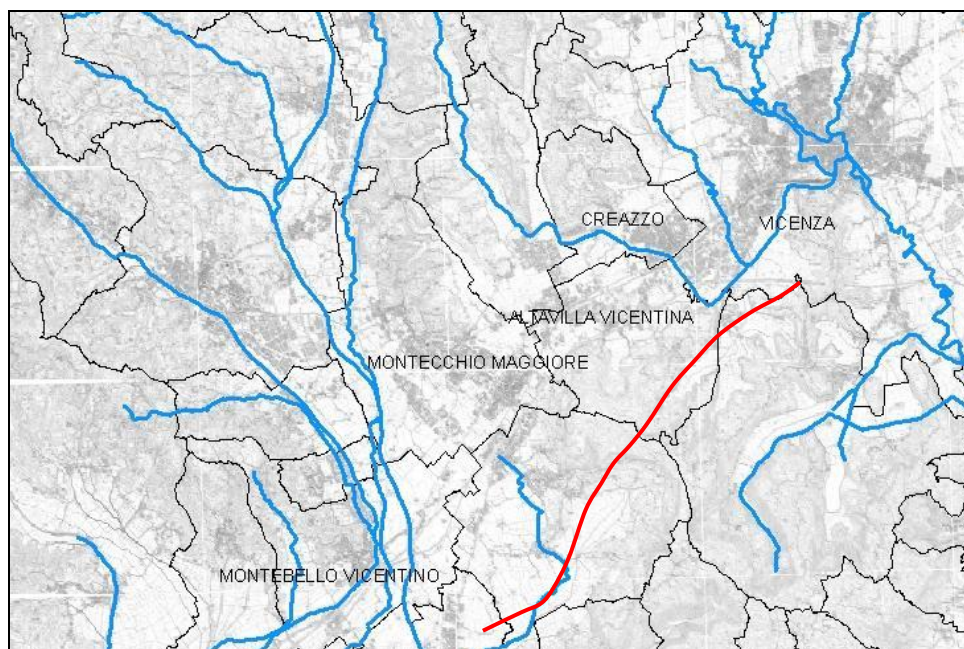 CREAZZO
VICENZA
ALTAVILLA VICENTINA
MONTECCHIO MAGGIORE
MONTEBELLO VICENTINO